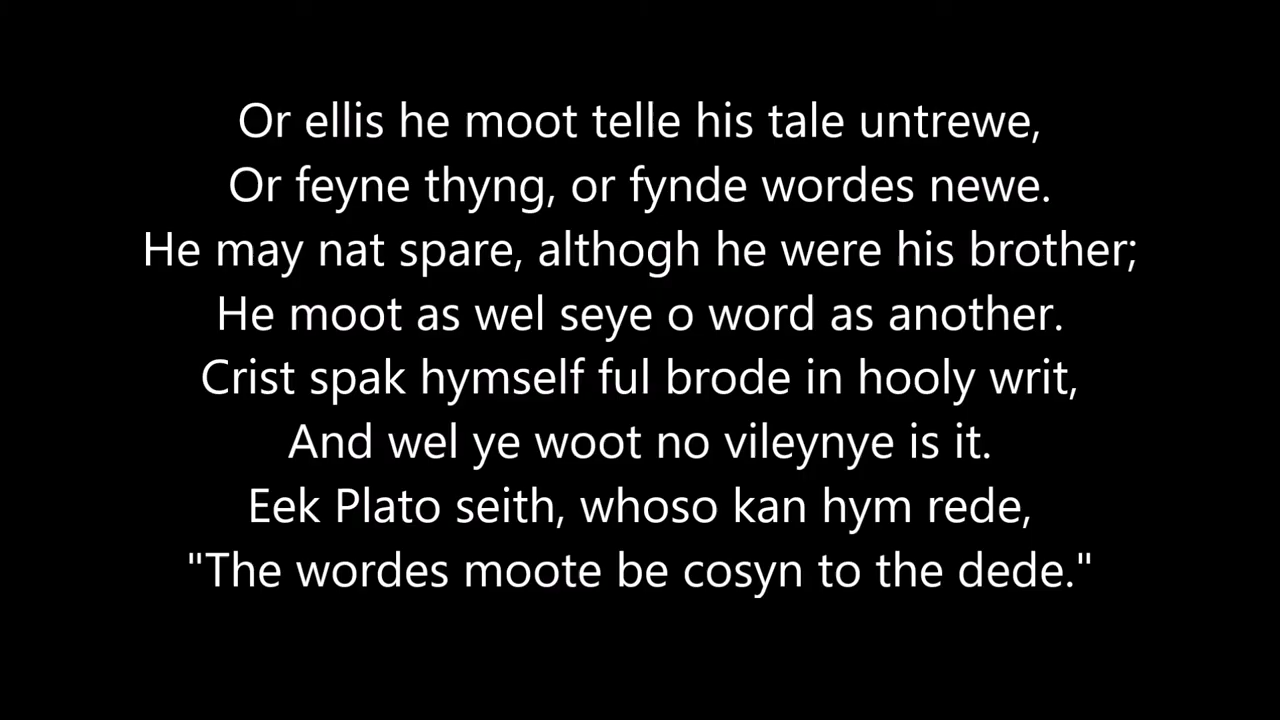 Or ellis he moot telle his tale untrewe,
Or feyne thyng, or fynde wordes newe.
He may nat spare, althogh he were his brother;
He moot as wel seye o word as another.
Crist spak hymself ful brode in hooly writ,
And wel ye woot no vileynye is it.
Eek Plato seith, whoso kan hym rede,
"The wordes moote be cosyn to the dede."